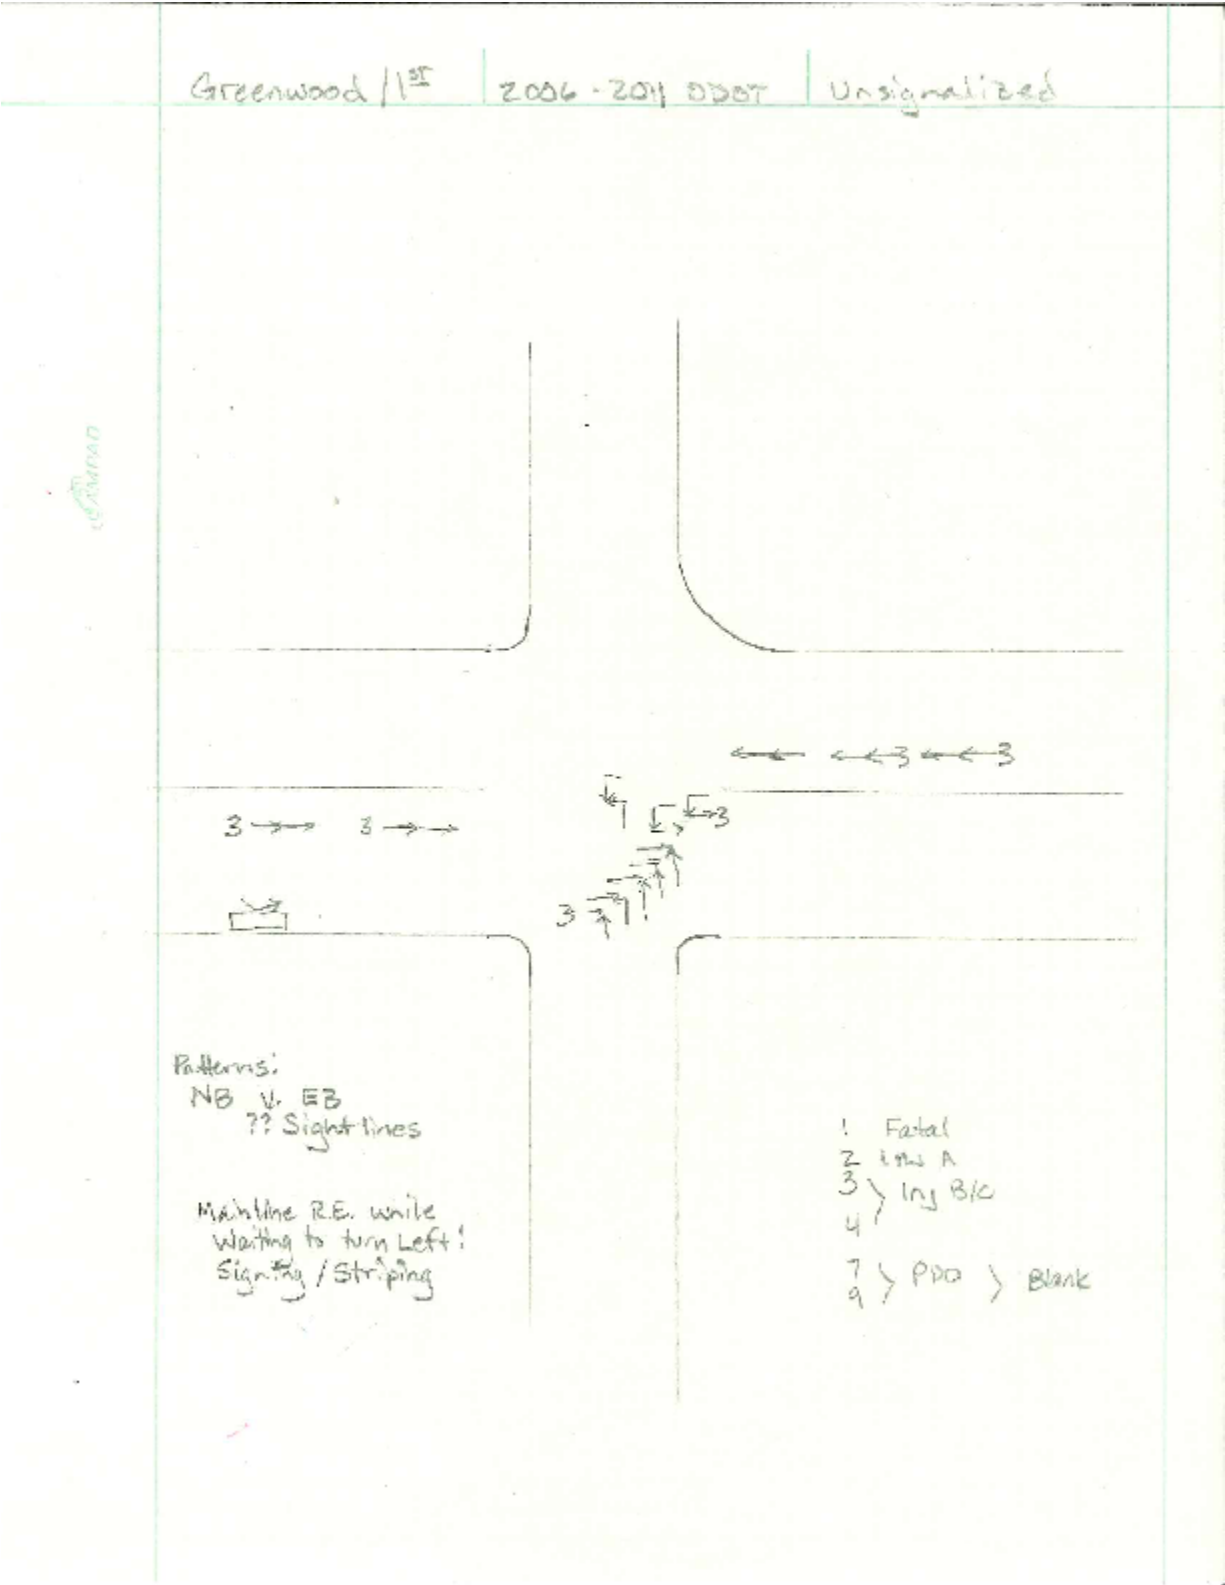 Greenwood / 1ST
2006 - 2011 ODOT
Unsignalized
CAMPAD
3
3
3
3
3
3
Patterns:
NB v. EB
?? Sight lines
Mainline R.E. while
Waiting to turn Left!
Signing / Striping
! Fatal
2 A
3 } Inj B/C
4
7 } PDO } Blank
9